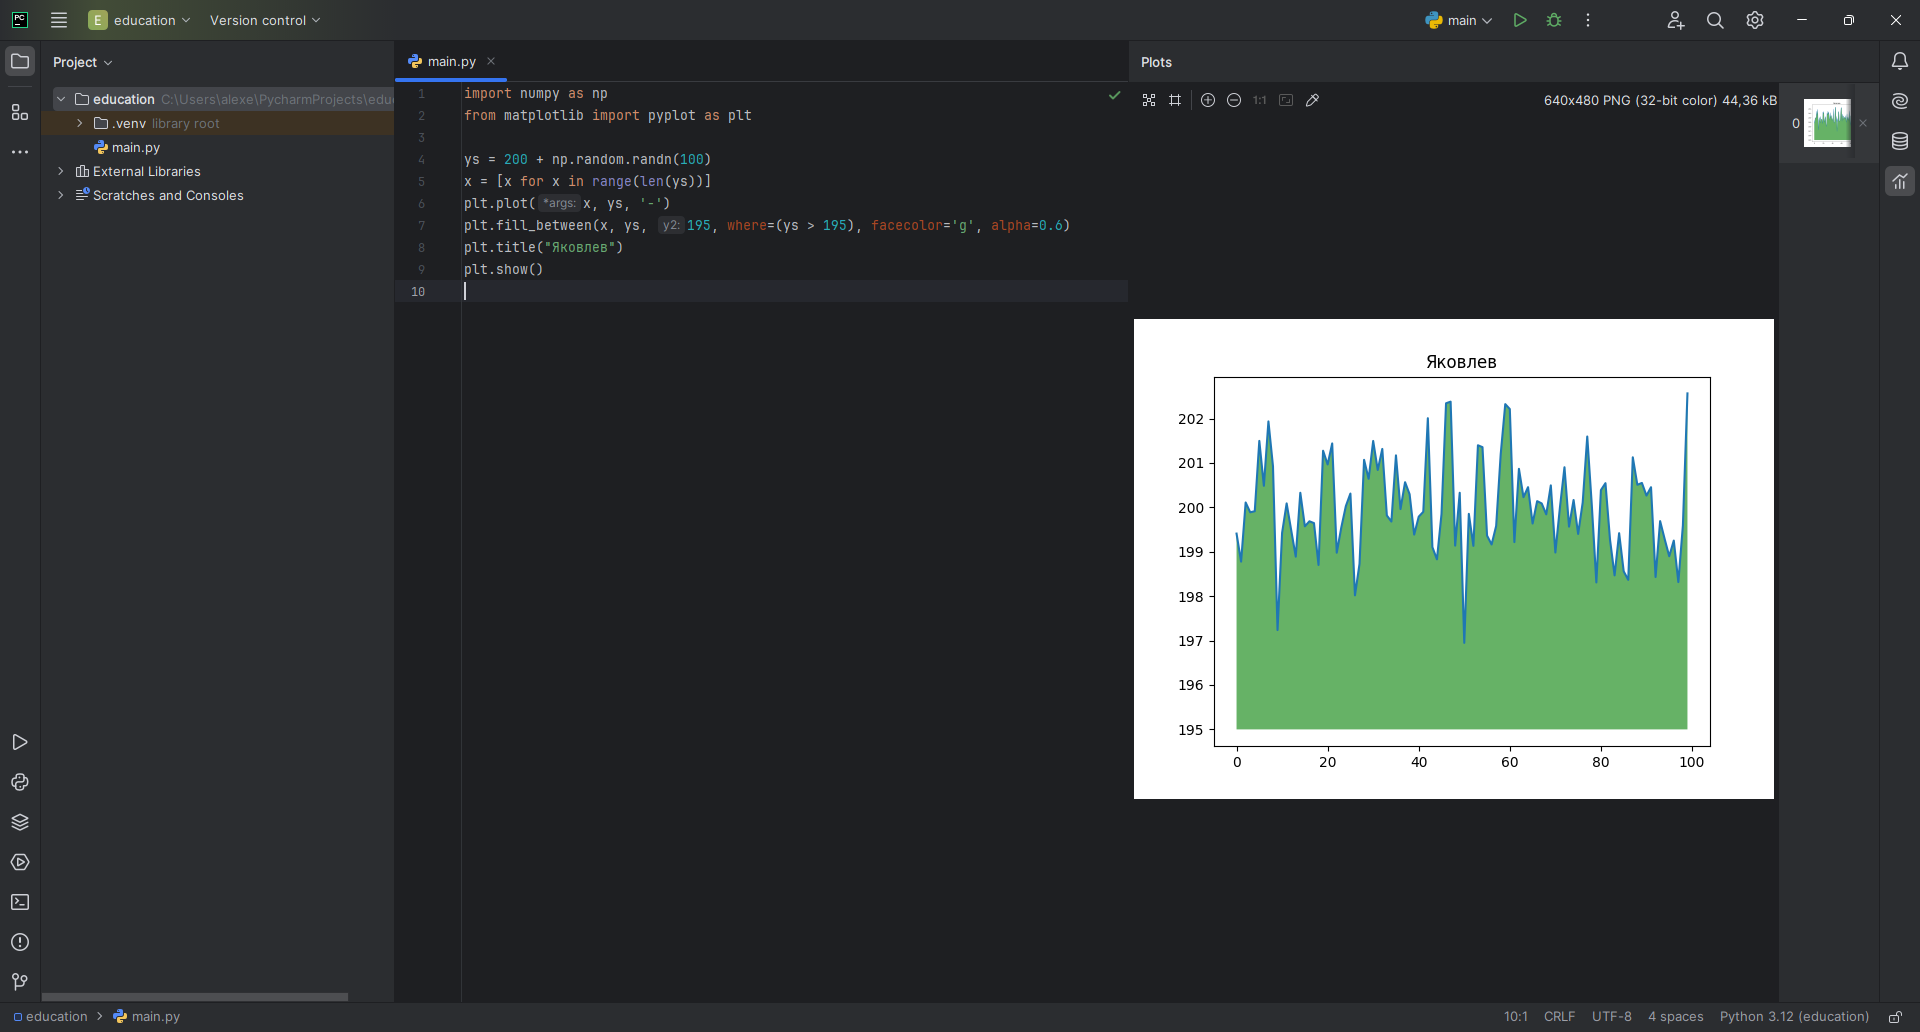 PC
E education
Version control
main
Project
education C:\Users\alexe\PycharmProjects\edu
.venv library root
main.py
External Libraries
Scratches and Consoles
main.py
1 import numpy as np
2 from matplotlib import pyplot as plt
3
4 ys = 200 + np.random.randn(100)
5 x = [x for x in range(len(ys))]
6 plt.plot( *args: x, ys, '-')
7 plt.fill_between(x, ys, y2: 195, where=(ys > 195), facecolor='g', alpha=0.6)
8 plt.title("Яковлев")
9 plt.show()
10
Plots
1:1
640x480 PNG (32-bit color) 44,36 kB
0
Яковлев
202
201
200
199
198
197
196
195
0 20 40 60 80 100
education > main.py
10:1 CRLF UTF-8 4 spaces Python 3.12 (education)